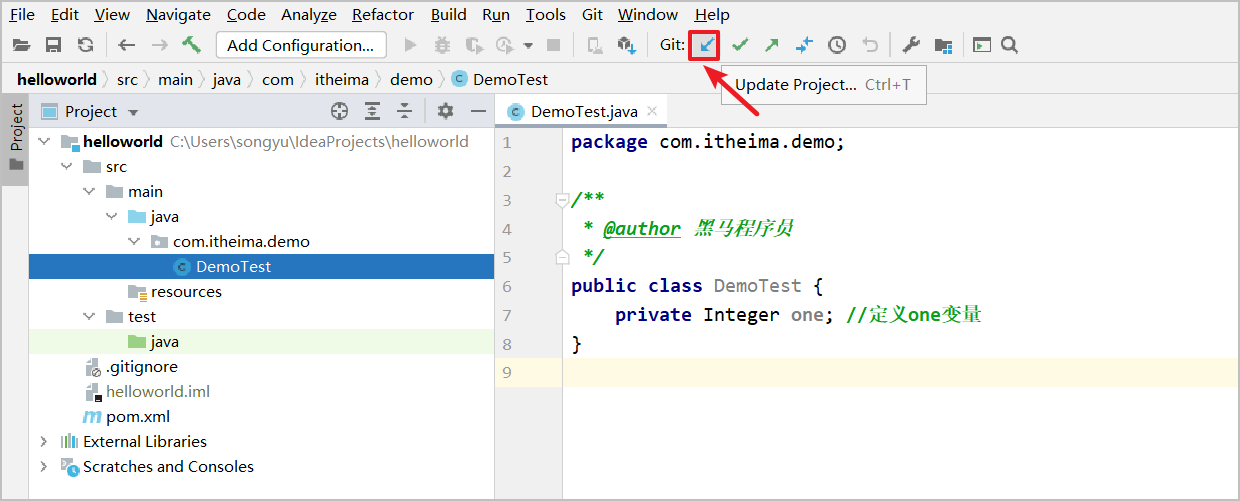 File Edit View Navigate Code Analyze Refactor Build Run Tools Git Window Help
Add Configuration... Git:
helloworld src main java com itheima demo DemoTest
Update Project... Ctrl+T
Project
Project
DemoTest.java
helloworld C:\Users\songyu\IdeaProjects\helloworld
src
main
java
com.itheima.demo
DemoTest
resources
test
java
.gitignore
helloworld.iml
pom.xml
External Libraries
Scratches and Consoles
1 package com.itheima.demo;
2
3 /**
4 * @author 黑马程序员
5 */
6 public class DemoTest {
7 private Integer one; //定义one变量
8 }
9